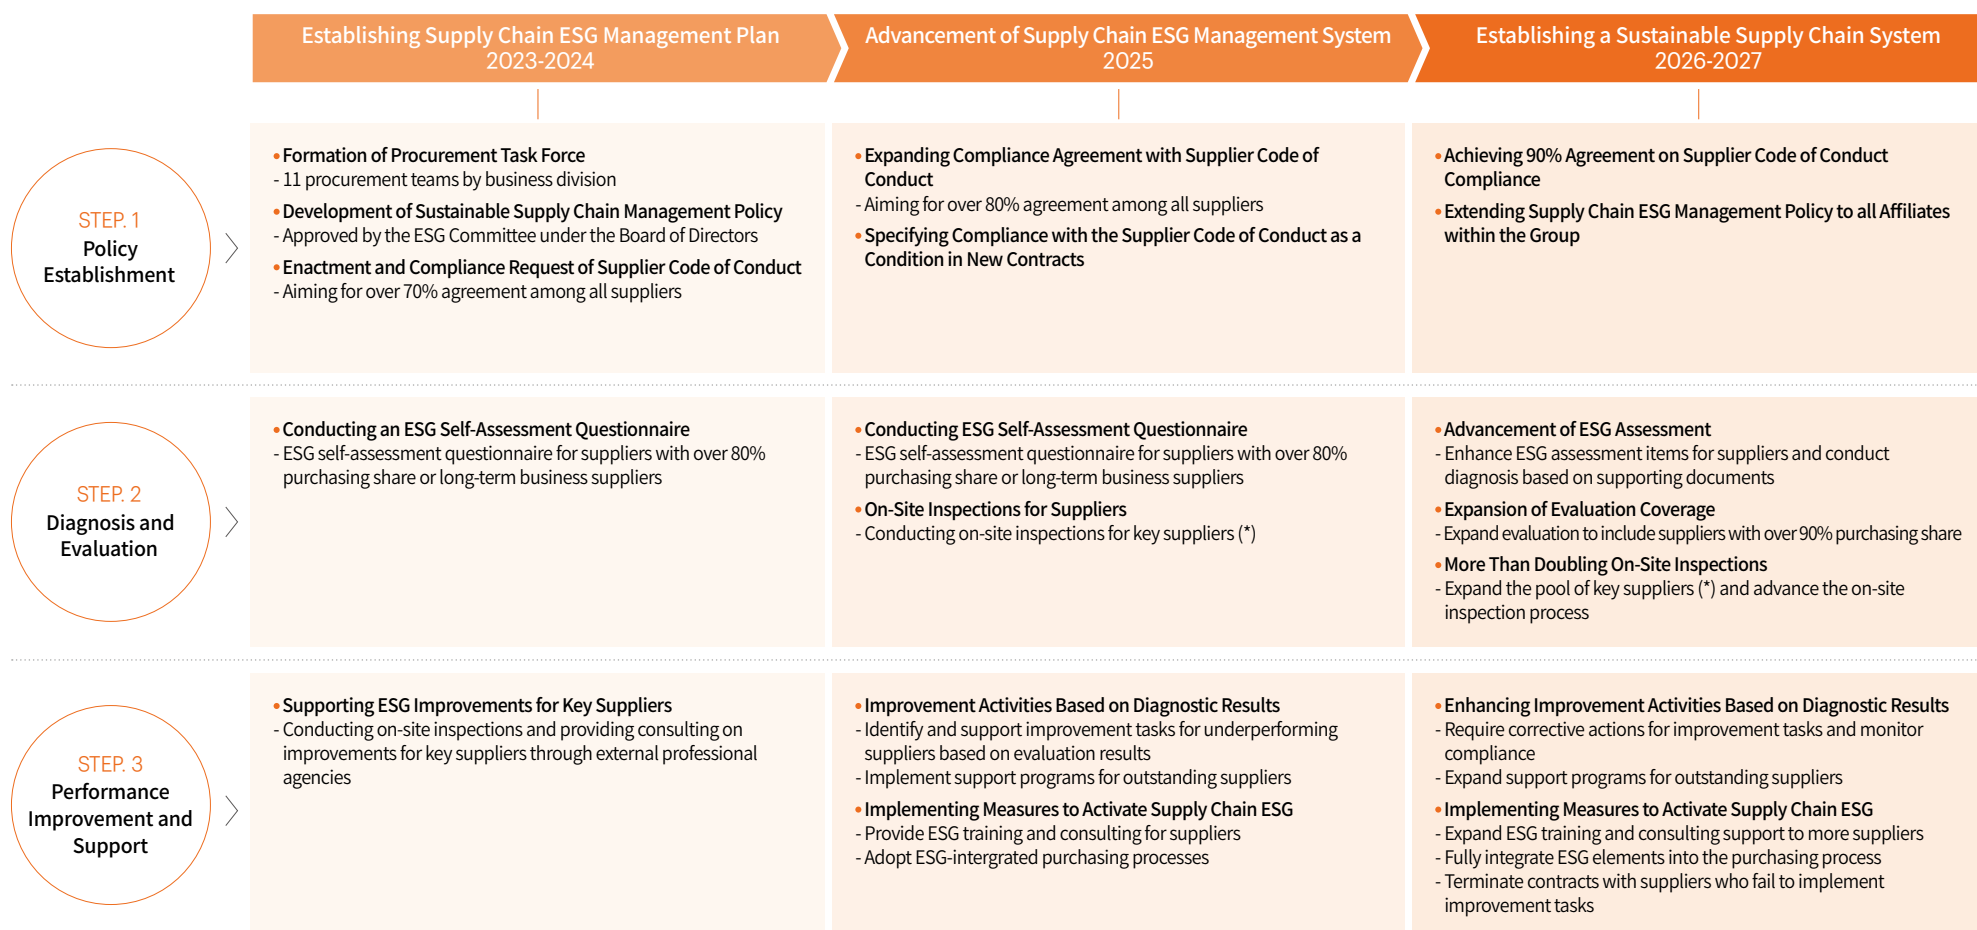 Establishing Supply Chain ESG Management Plan
2023-2024
Advancement of Supply Chain ESG Management System
2025
Establishing a Sustainable Supply Chain System
2026-2027
STEP. 1
Policy
Establishment
• Formation of Procurement Task Force
- 11 procurement teams by business division
• Development of Sustainable Supply Chain Management Policy
- Approved by the ESG Committee under the Board of Directors
• Enactment and Compliance Request of Supplier Code of Conduct
- Aiming for over 70% agreement among all suppliers
• Expanding Compliance Agreement with Supplier Code of
Conduct
- Aiming for over 80% agreement among all suppliers
• Specifying Compliance with the Supplier Code of Conduct as a
Condition in New Contracts
• Achieving 90% Agreement on Supplier Code of Conduct
Compliance
• Extending Supply Chain ESG Management Policy to all Affiliates
within the Group
STEP. 2
Diagnosis and
Evaluation
• Conducting an ESG Self-Assessment Questionnaire
- ESG self-assessment questionnaire for suppliers with over 80%
purchasing share or long-term business suppliers
• Conducting ESG Self-Assessment Questionnaire
- ESG self-assessment questionnaire for suppliers with over 80%
purchasing share or long-term business suppliers
• On-Site Inspections for Suppliers
- Conducting on-site inspections for key suppliers (*)
• Advancement of ESG Assessment
- Enhance ESG assessment items for suppliers and conduct
diagnosis based on supporting documents
• Expansion of Evaluation Coverage
- Expand evaluation to include suppliers with over 90% purchasing share
• More Than Doubling On-Site Inspections
- Expand the pool of key suppliers (*) and advance the on-site
inspection process
STEP. 3
Performance
Improvement and
Support
• Supporting ESG Improvements for Key Suppliers
- Conducting on-site inspections and providing consulting on
improvements for key suppliers through external professional
agencies
• Improvement Activities Based on Diagnostic Results
- Identify and support improvement tasks for underperforming
suppliers based on evaluation results
- Implement support programs for outstanding suppliers
• Implementing Measures to Activate Supply Chain ESG
- Provide ESG training and consulting for suppliers
- Adopt ESG-intergrated purchasing processes
• Enhancing Improvement Activities Based on Diagnostic Results
- Require corrective actions for improvement tasks and monitor
compliance
- Expand support programs for outstanding suppliers
• Implementing Measures to Activate Supply Chain ESG
- Expand ESG training and consulting support to more suppliers
- Fully integrate ESG elements into the purchasing process
- Terminate contracts with suppliers who fail to implement
improvement tasks